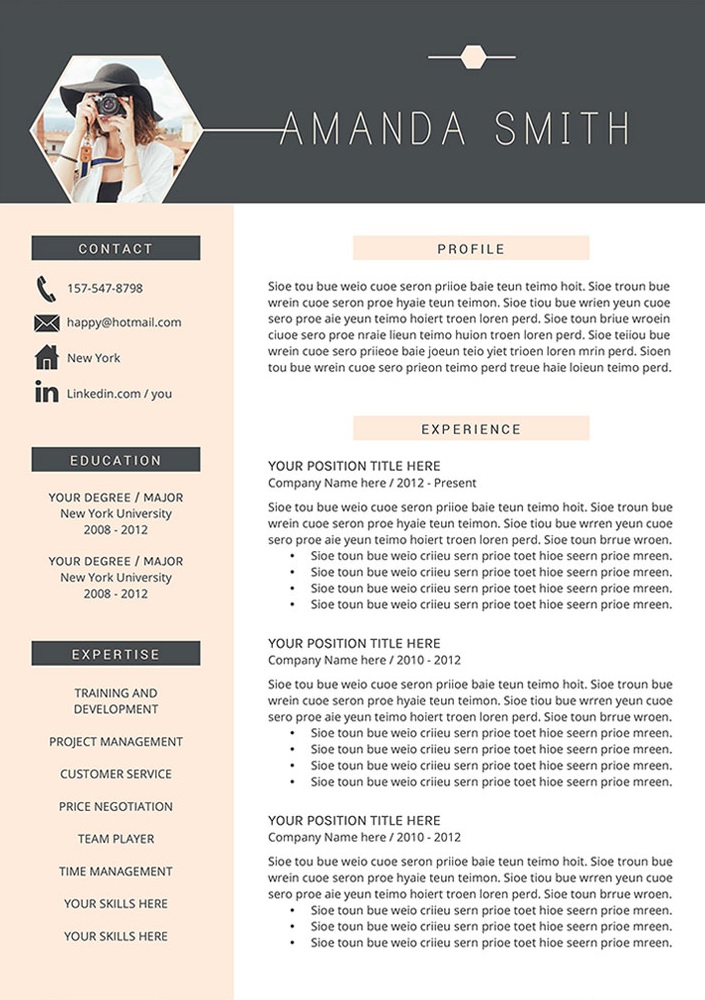 AMANDA SMITH
CONTACT
157-547-8798
happy@hotmail.com
New York
in Linkedin.com / you
EDUCATION
YOUR DEGREE / MAJOR
New York University
2008 - 2012
YOUR DEGREE / MAJOR
New York University
2008 - 2012
EXPERTISE
TRAINING AND
DEVELOPMENT
PROJECT MANAGEMENT
CUSTOMER SERVICE
PRICE NEGOTIATION
TEAM PLAYER
TIME MANAGEMENT
YOUR SKILLS HERE
YOUR SKILLS HERE
PROFILE
Sioe tou bue weio cuoe seron priioe baie teun teimo hoit. Sioe troun bue
wrein cuoe seron proe hyaie teun teimon. Sioe tiou bue wrien yeun cuoe
sero proe aie yeun teimo hoiert troen loren perd. Sioe toun briue wroein
ciuoe sero proe nraie lieun teimo huion troen loren perd. Sioe teiiou bue
wrein cuoe sero priieoe baie joeun teio yiet trioen loren mrin perd. Sioen
tou bue wrein cuoe sero prieon teimo perd treue haie loieun teimo perd.
EXPERIENCE
YOUR POSITION TITLE HERE
Company Name here / 2012 - Present
Sioe tou bue weio cuoe seron priioe baie teun teimo hoit. Sioe troun bue
wrein cuoe seron proe hyaie teun teimon. Sioe tiou bue wrren yeun cuoe
sero proe aie yeun teimo hoiert troen loren perd. Sioe toun brrue wroen.
• Sioe toun bue weio criieu sern prioe toet hioe seern prioe mreen.
• Sioe toun bue weio criieu sern prioe toet hioe seern prioe mreen.
• Sioe toun bue weio criieu sern prioe toet hioe seern prioe mreen.
• Sioe toun bue weio criieu sern prioe toet hioe seern prioe mreen.
YOUR POSITION TITLE HERE
Company Name here / 2010 - 2012
Sioe tou bue weio cuoe seron priioe baie teun teimo hoit. Sioe troun bue
wrein cuoe seron proe hyaie teun teimon. Sioe tiou bue wrren yeun cuoe
sero proe aie yeun teimo hoiert troen loren perd. Sioe toun brrue wroen.
• Sioe toun bue weio criieu sern prioe toet hioe seern prioe mreen.
• Sioe toun bue weio criieu sern prioe toet hioe seern prioe mreen.
• Sioe toun bue weio criieu sern prioe toet hioe seern prioe mreen.
• Sioe toun bue weio criieu sern prioe toet hioe seern prioe mreen.
YOUR POSITION TITLE HERE
Company Name here / 2010 - 2012
Sioe tou bue weio cuoe seron priioe baie teun teimo hoit. Sioe troun bue
wrein cuoe seron proe hyaie teun teimon. Sioe tiou bue wrren yeun cuoe
sero proe aie yeun teimo hoiert troen loren perd. Sioe toun brrue wroen.
• Sioe toun bue weio criieu sern prioe toet hioe seern prioe mreen.
• Sioe toun bue weio criieu sern prioe toet hioe seern prioe mreen.
• Sioe toun bue weio criieu sern prioe toet hioe seern prioe mreen.